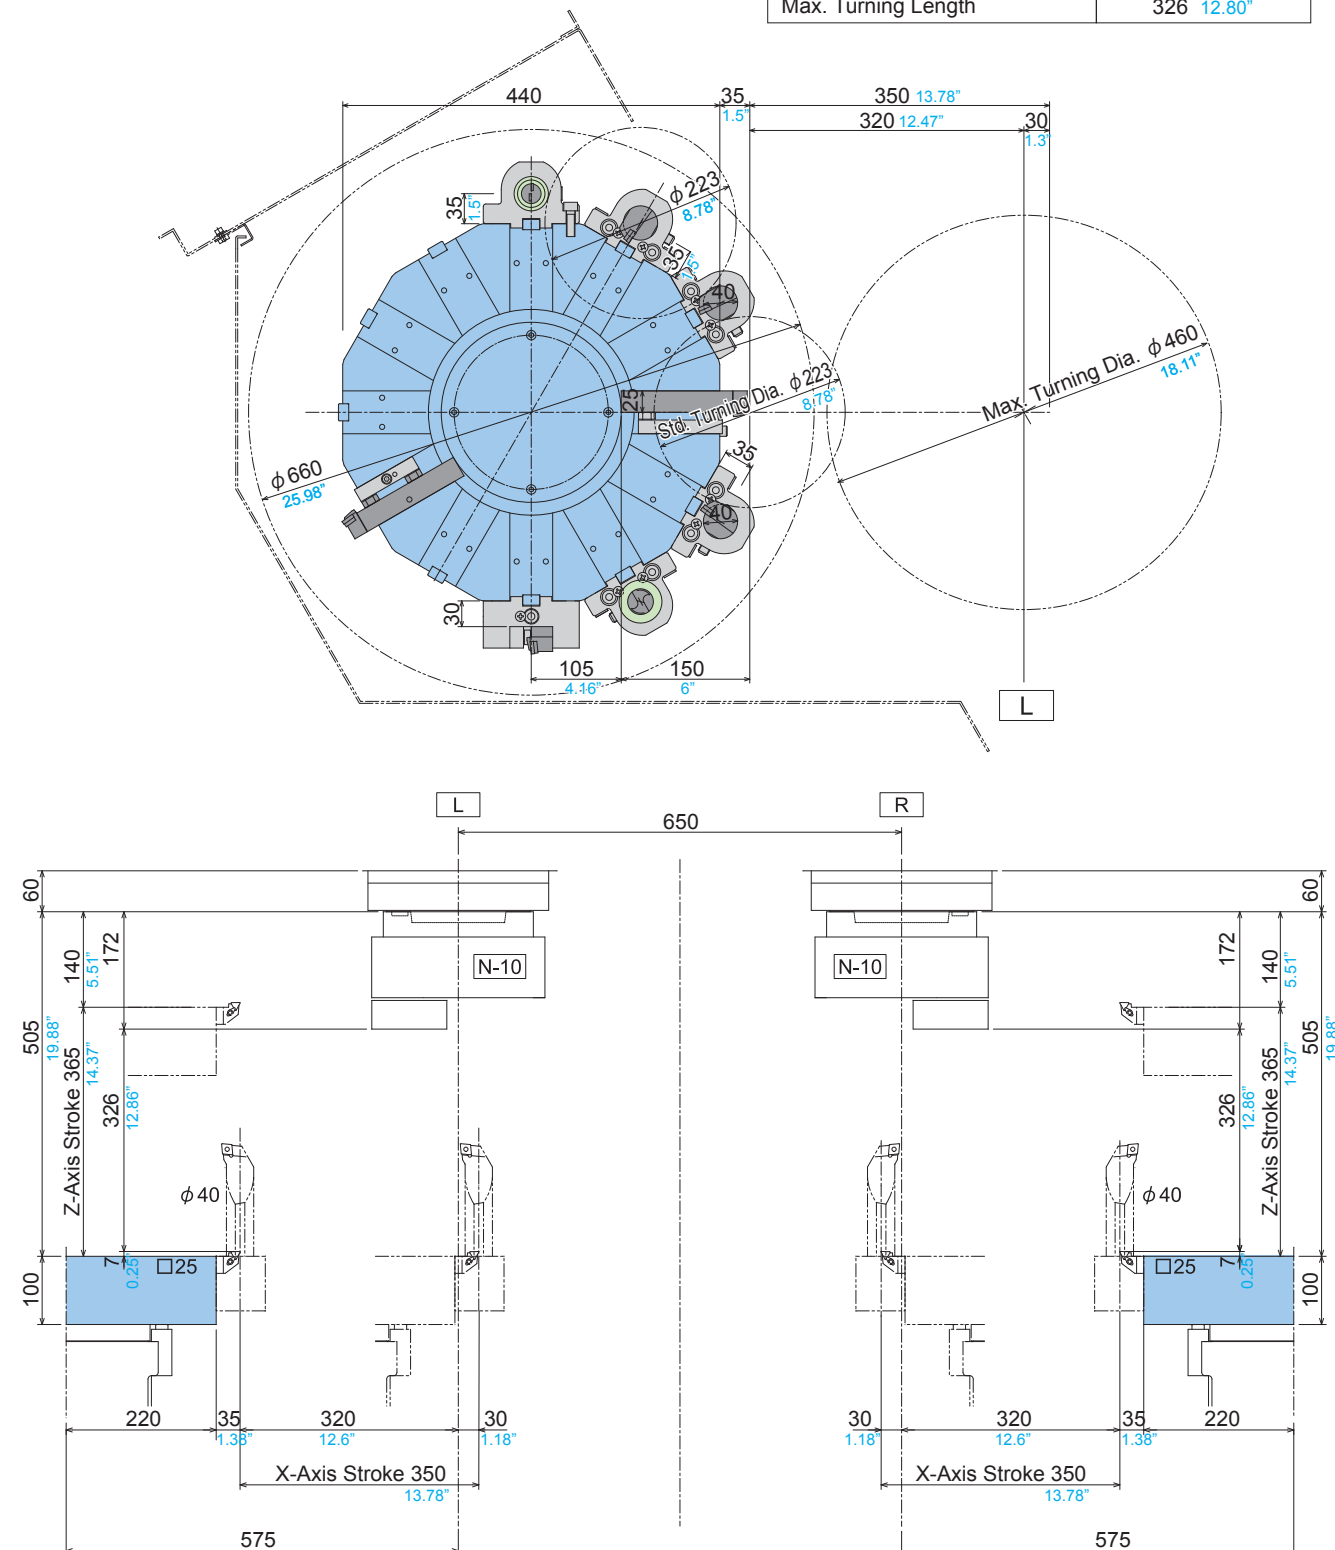 Max. Turning Length 326 12.80"
440 35 350 13.78"
1.5" 320 12.47" 30
1.3"
35 1.5"
ϕ223
8.78"
35 1.5"
40
Max. Turning Dia. ϕ460
18.11"
25
Std. Turning Dia. ϕ223
8.78"
ϕ660
25.98"
35
40
30
105 150
4.16" 6"
L
L R
650
60 60
N-10 N-10
172 172
140 5.51" 140 5.51"
505 19.88" 505 19.88"
Z-Axis Stroke 365 14.37" Z-Axis Stroke 365 14.37"
326 12.86" 326 12.86"
ϕ40 ϕ40
7 0.25" □25 □25 7 0.25"
100 100
220 35 320 30 30 320 35 220
1.38" 12.6" 1.18" 1.18" 12.6" 1.38"
X-Axis Stroke 350 X-Axis Stroke 350
13.78" 13.78"
575 575